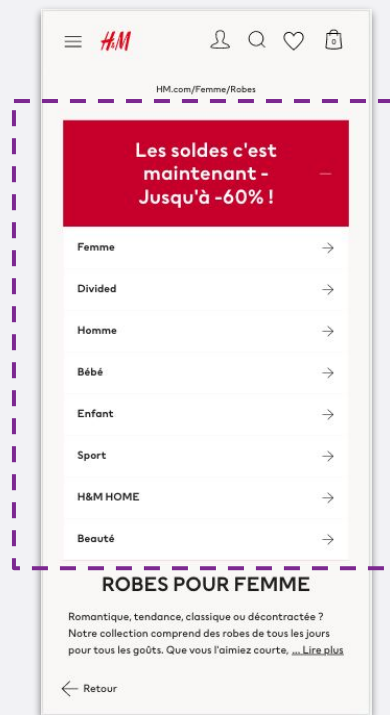 H&M
0
HM.com/Femme/Robes
Les soldes c'est
maintenant -
Jusqu'à -60% !
Femme
Divided
Homme
Bébé
Enfant
Sport
H&M HOME
Beauté
ROBES POUR FEMME
Romantique, tendance, classique ou décontractée ?
Notre collection comprend des robes de tous les jours
pour tous les goûts. Que vous l'aimiez courte, ... Lire plus
Retour